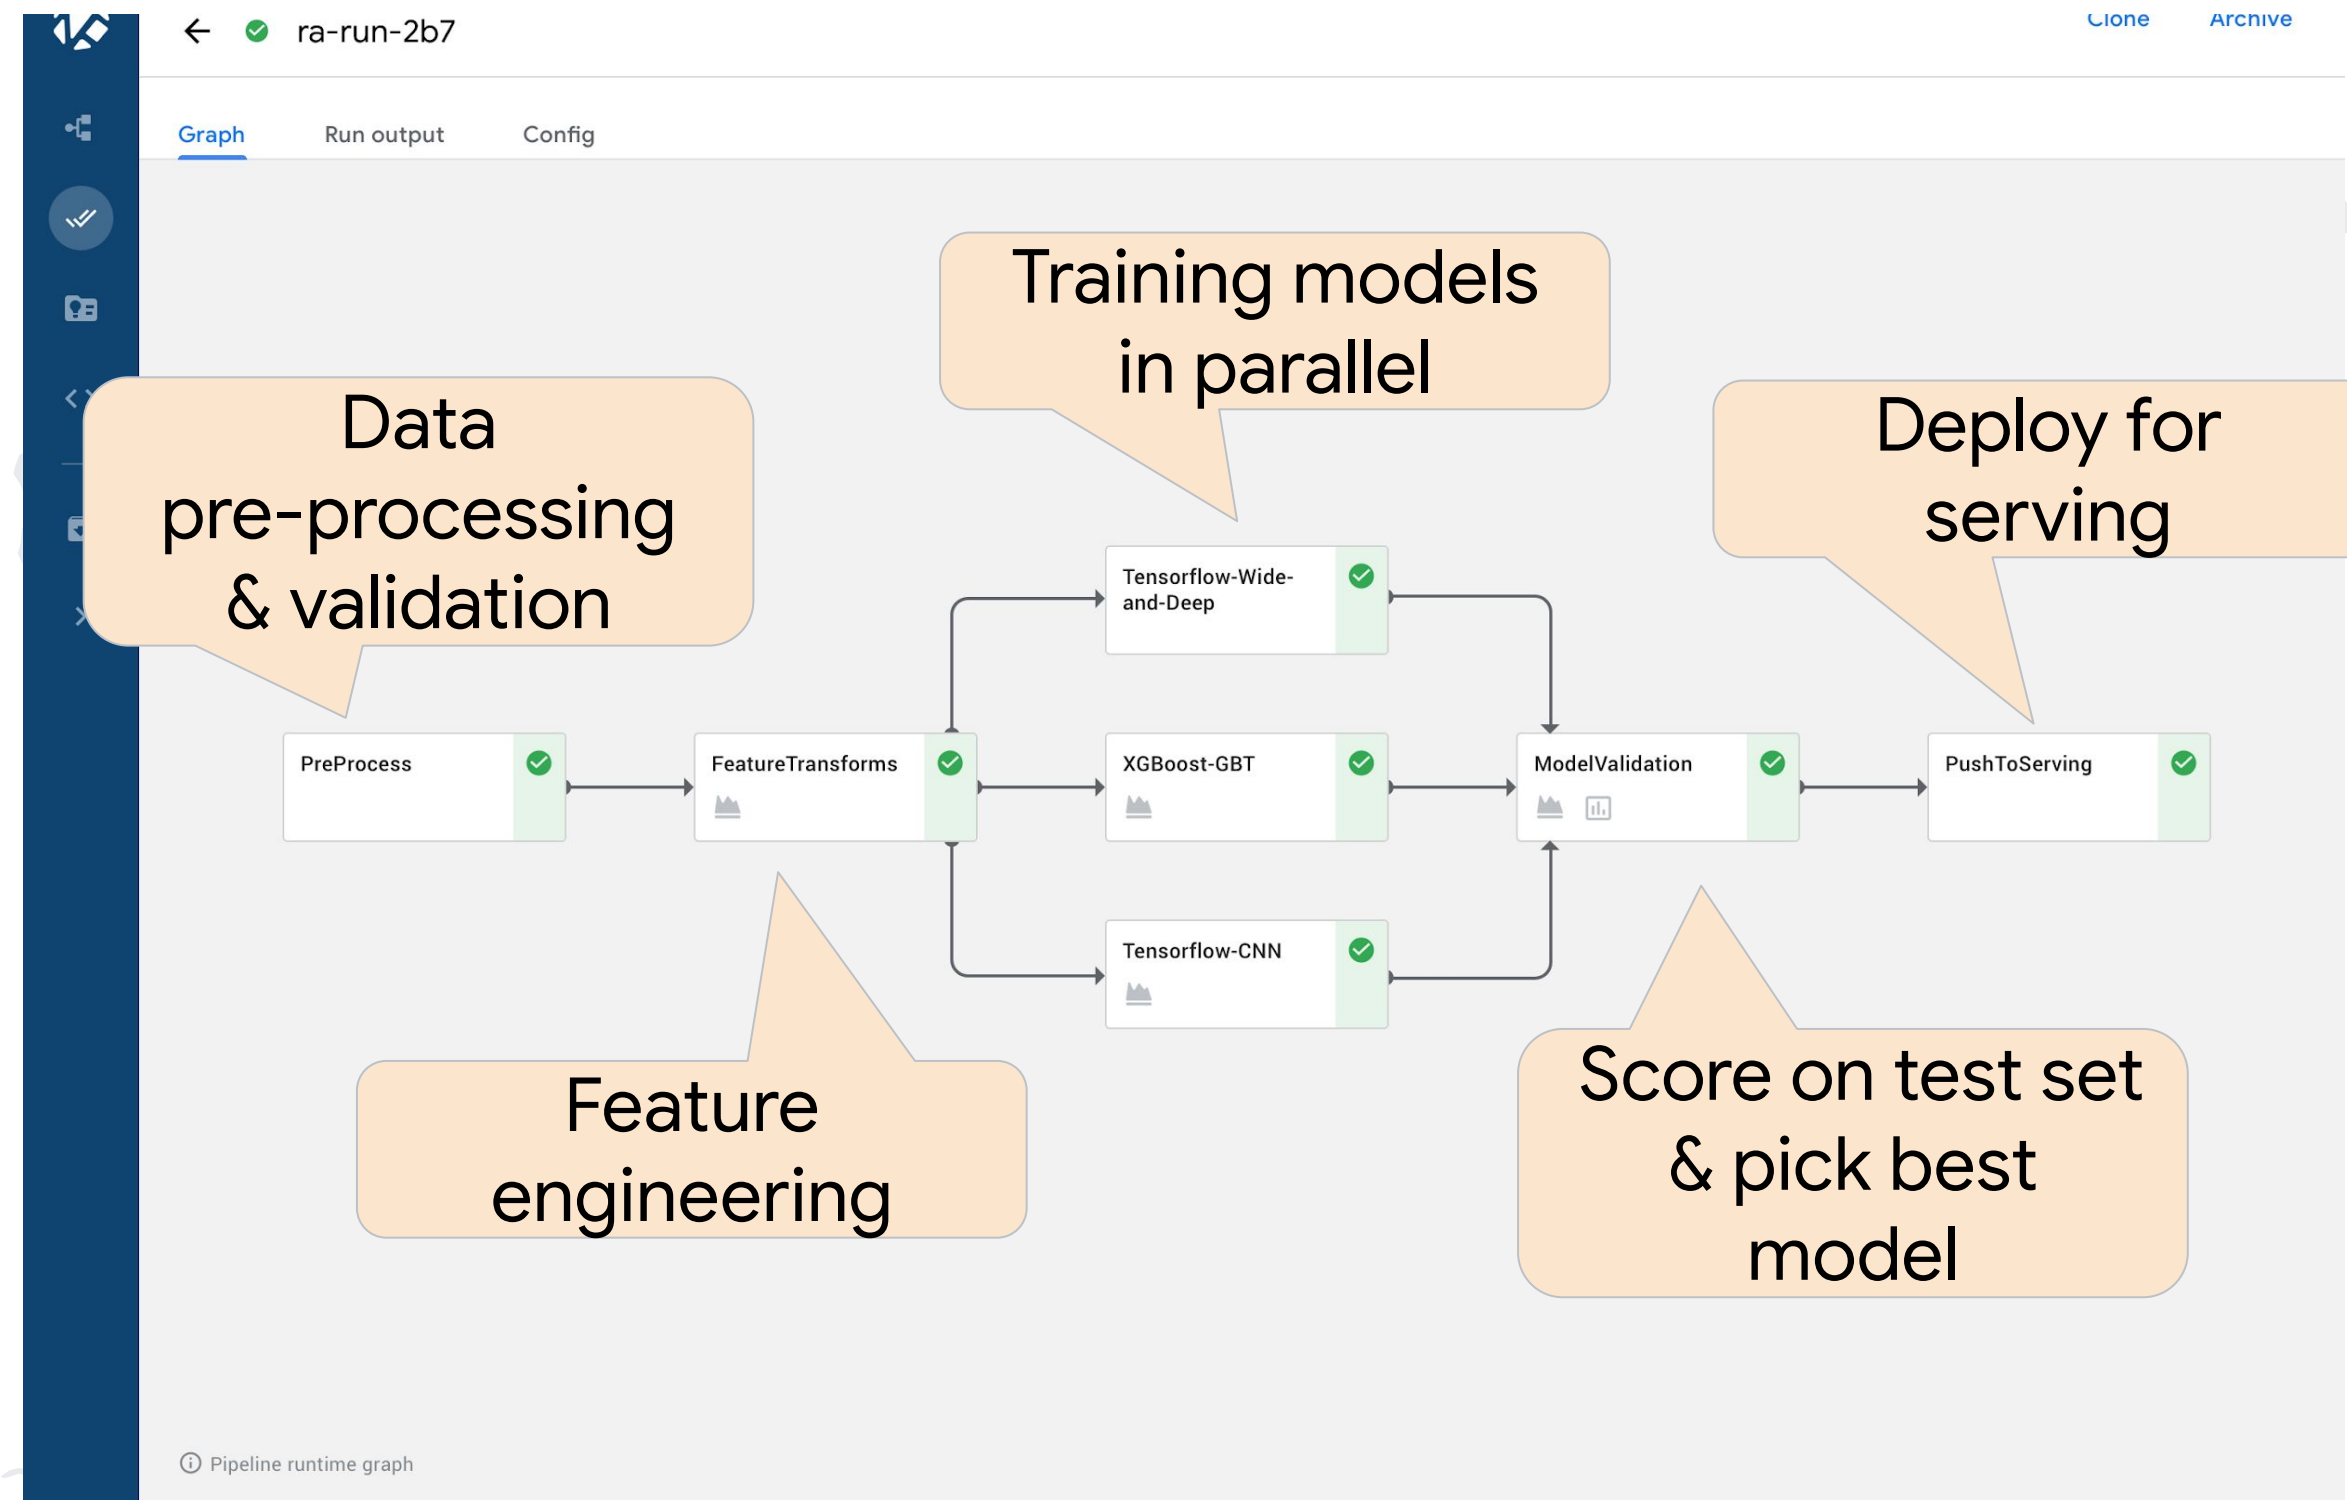 ra-run-2b7
Clone
Archive
Graph
Run output
Config
Training models
in parallel
Data
pre-processing
& validation
Deploy for
serving
Tensorflow-Wide-
and-Deep
PreProcess
FeatureTransforms
XGBoost-GBT
ModelValidation
PushToServing
Tensorflow-CNN
Feature
engineering
Score on test set
& pick best
model
Pipeline runtime graph